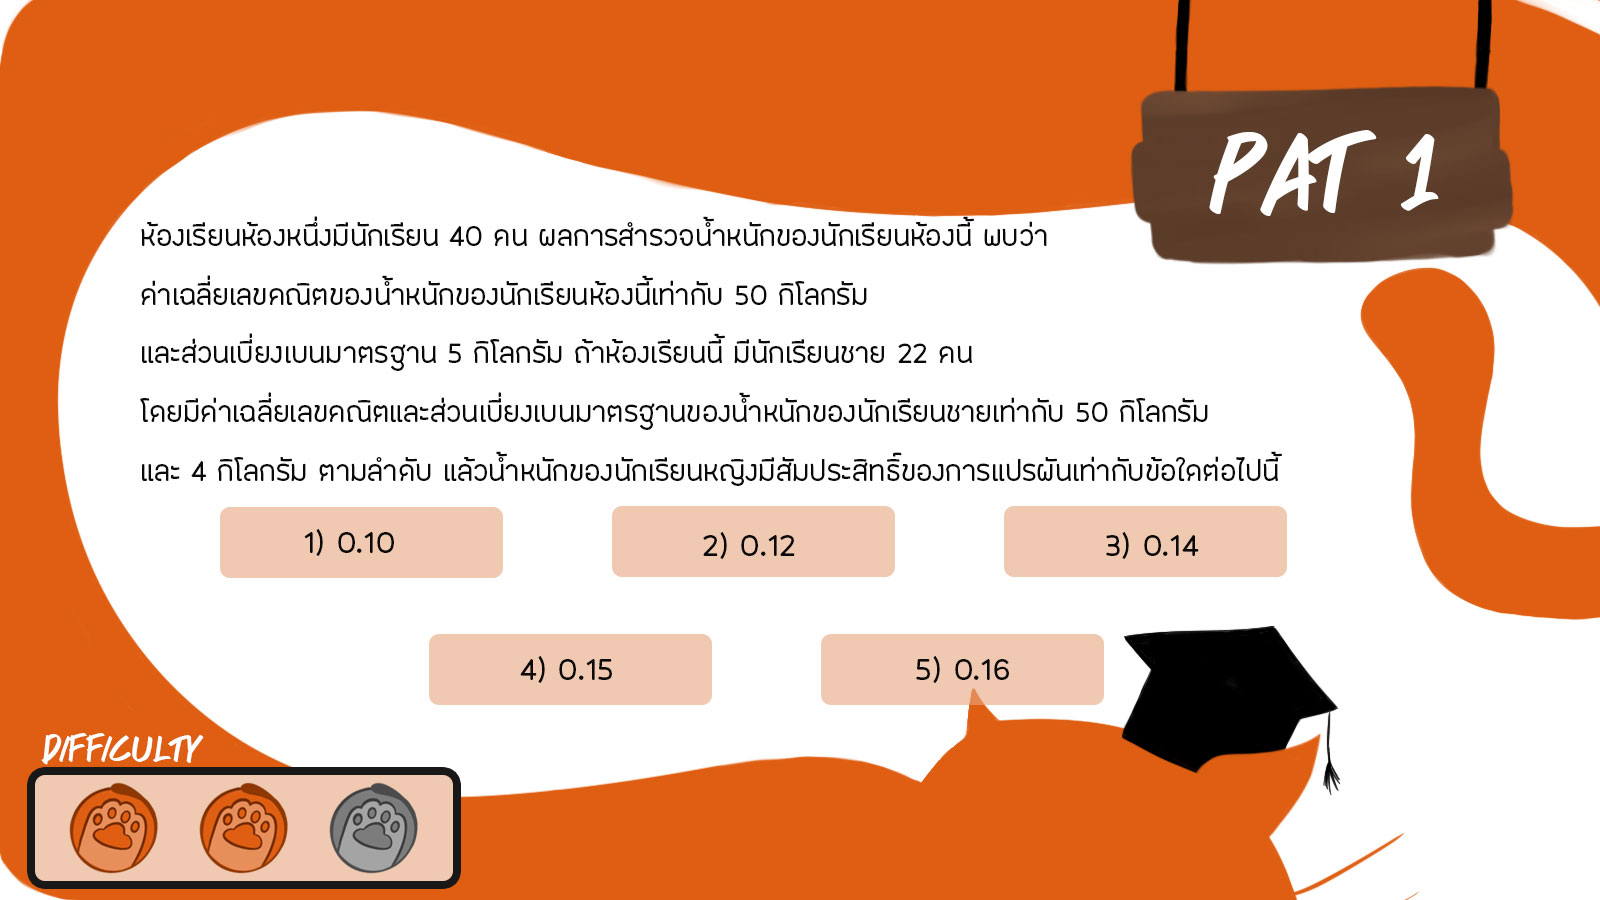 PAT 1
ห้องเรียนห้องหนึ่งมีนักเรียน 40 คน ผลการสำรวจน้ำหนักของนักเรียนห้องนี้ พบว่า
ค่าเฉลี่ยเลขคณิตของน้ำหนักของนักเรียนห้องนี้เท่ากับ 50 กิโลกรัม
และส่วนเบี่ยงเบนมาตรฐาน 5 กิโลกรัม ถ้าห้องเรียนนี้ มีนักเรียนชาย 22 คน
โดยมีค่าเฉลี่ยเลขคณิตและส่วนเบี่ยงเบนมาตรฐานของน้ำหนักของนักเรียนชายเท่ากับ 50 กิโลกรัม
และ 4 กิโลกรัม ตามลำดับ แล้วน้ำหนักของนักเรียนหญิงมีสัมประสิทธิ์ของการแปรผันเท่ากับข้อใดต่อไปนี้
1) 0.10
2) 0.12
3) 0.14
4) 0.15
5) 0.16
DIFFICULTY